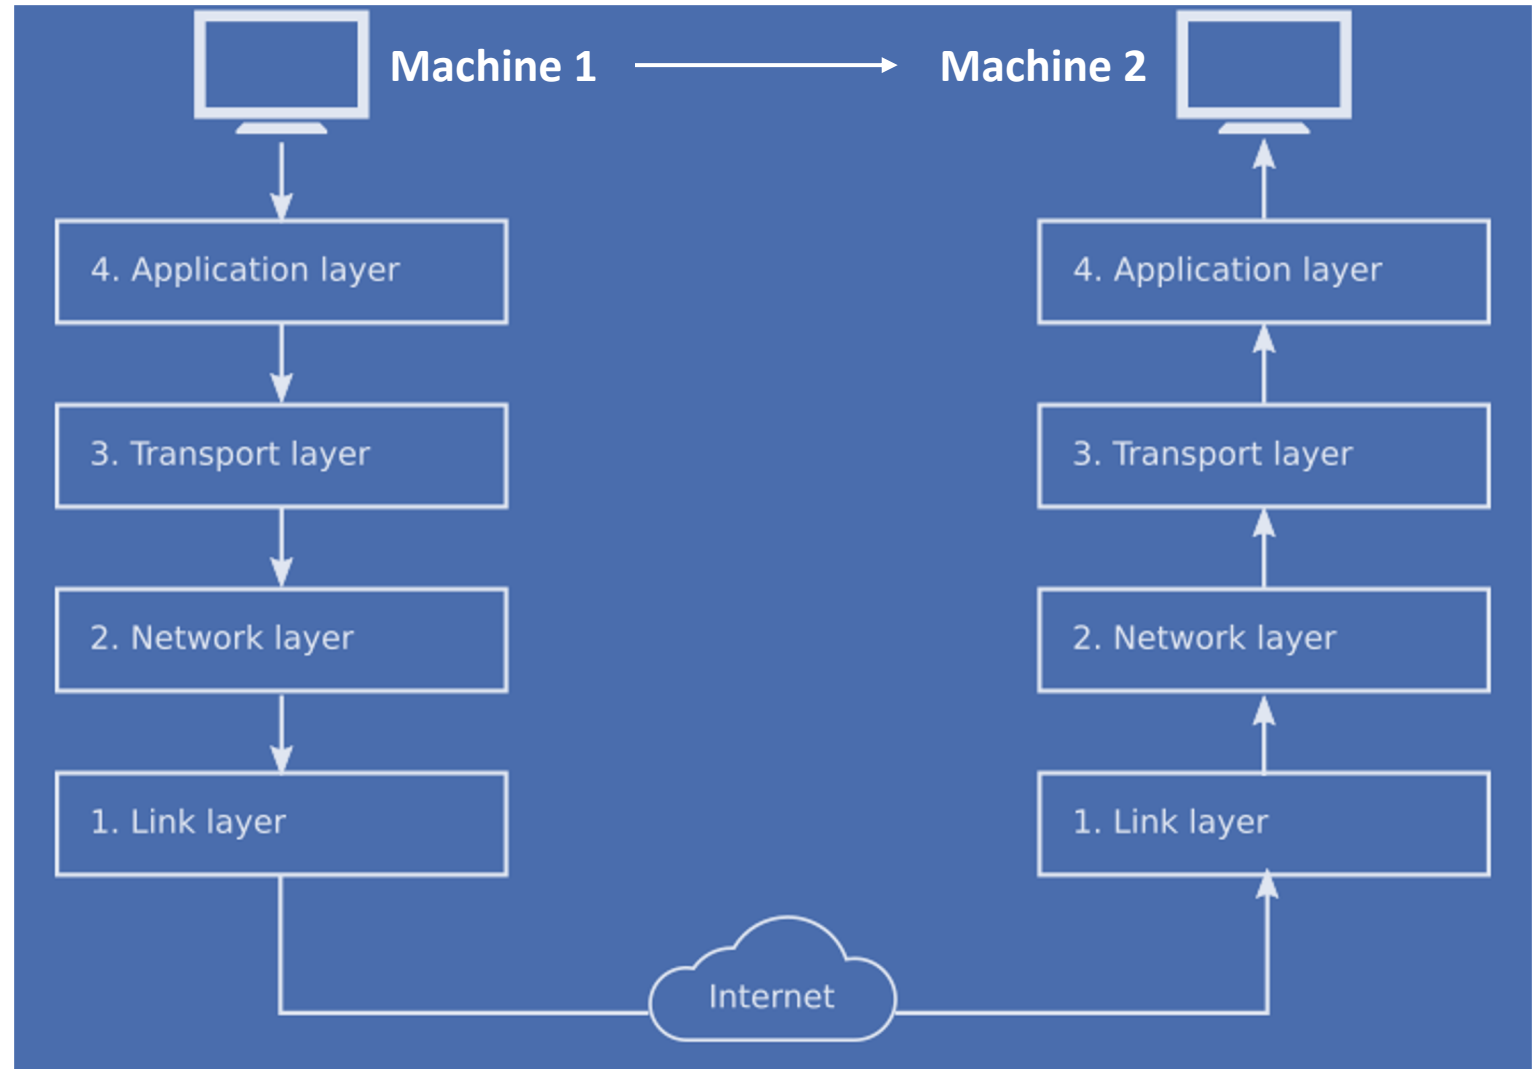 Machine 1
Machine 2
4. Application layer
4. Application layer
3. Transport layer
3. Transport layer
2. Network layer
2. Network layer
1. Link layer
1. Link layer
Internet